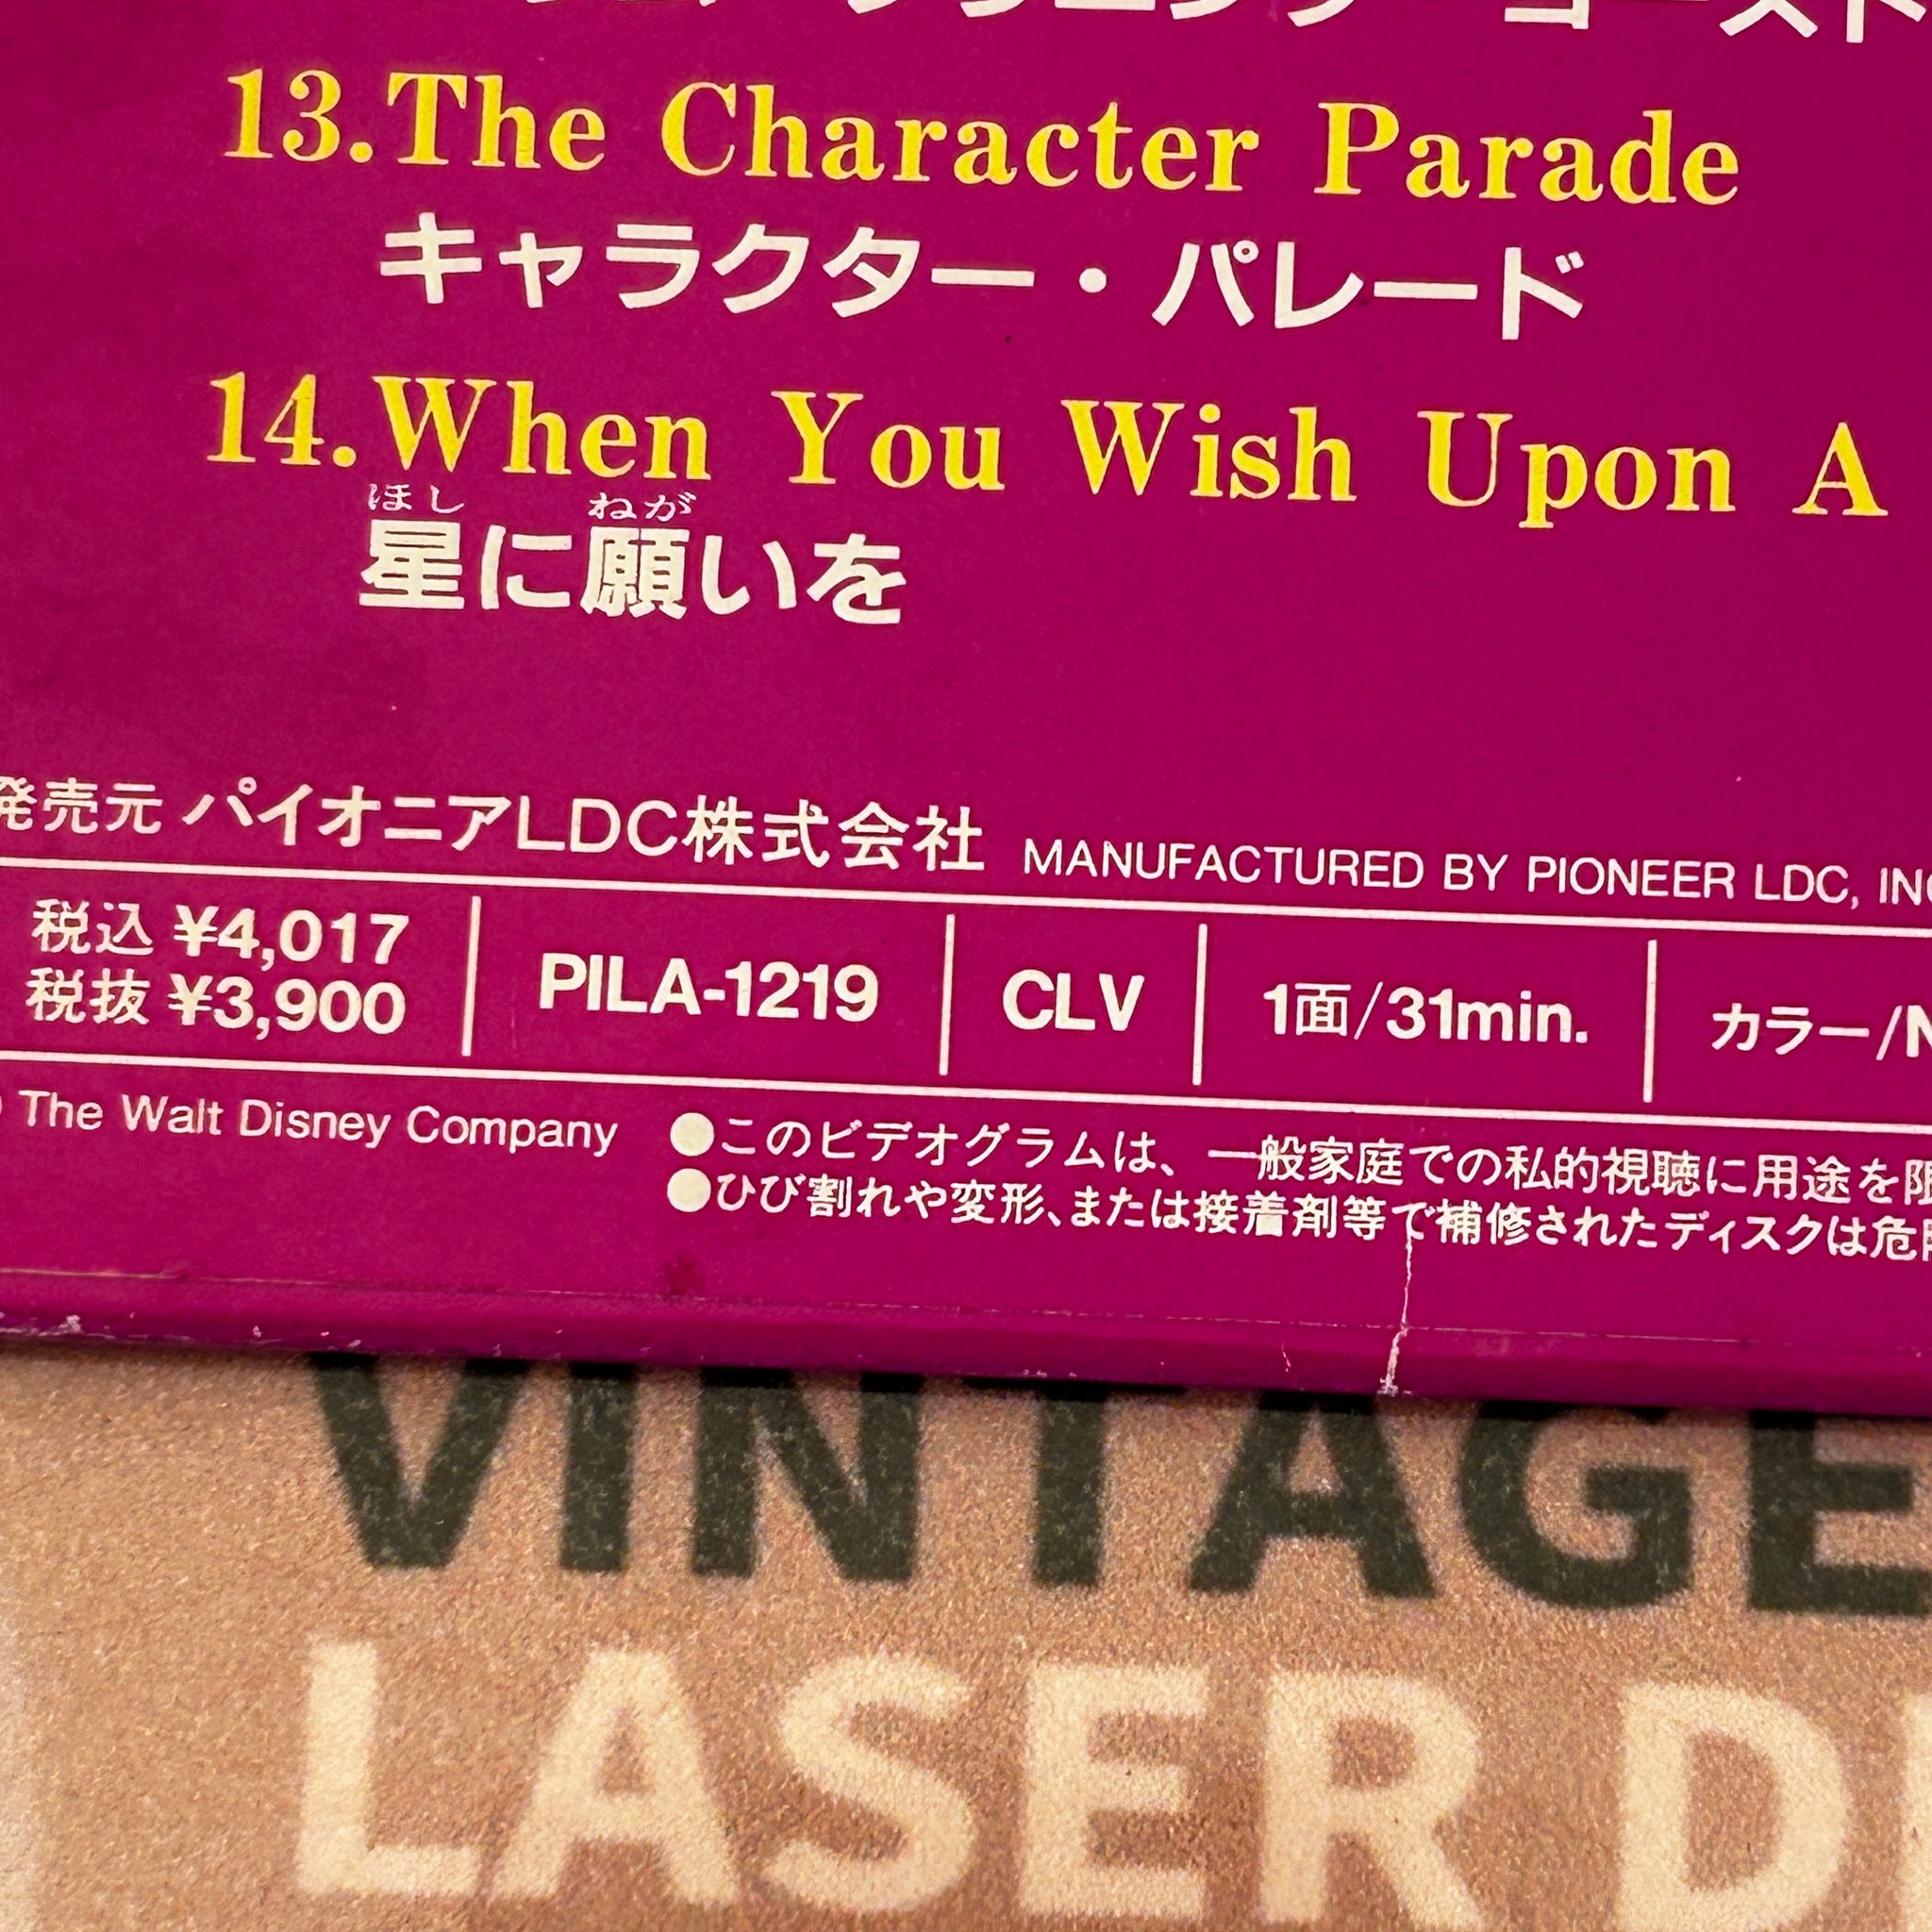 13. The Character Parade
キャラクター・パレード
14. When You Wish Upon A
ほし ねが
星に願いを
発売元 パイオニアLDC株式会社 MANUFACTURED BY PIONEER LDC, INC
税込 ¥4,017
税抜 ¥3,900
PILA-1219
CLV
1面/31min.
カラー/N
The Walt Disney Company
●このビデオグラムは、一般家庭での私的視聴に用途を限
●ひび割れや変形、または接着剤等で補修されたディスクは危険
VINTAGE
LASER DI